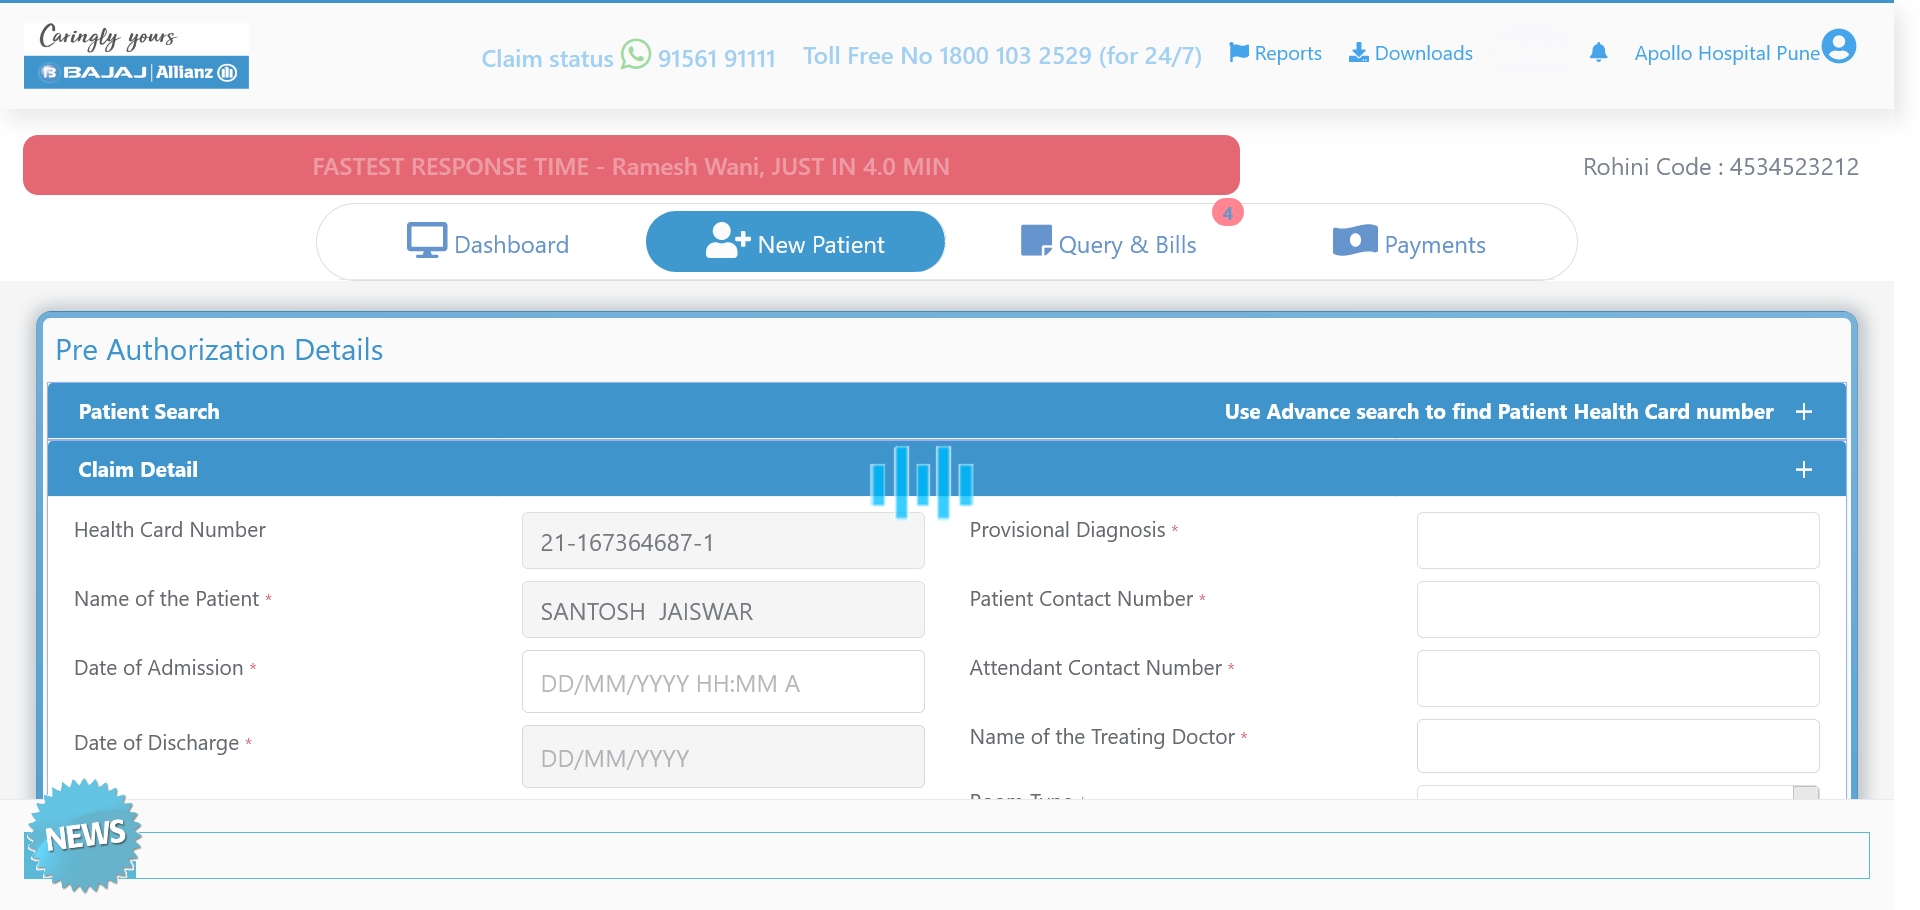 Caringly yours
BAJAJ | Allianz
Claim status 91561 91111
Toll Free No 1800 103 2529 (for 24/7)
Reports
Downloads
Apollo Hospital Pune
FASTEST RESPONSE TIME - Ramesh Wani, JUST IN 4.0 MIN
Rohini Code : 4534523212
Dashboard
New Patient
Query & Bills
4
Payments
Pre Authorization Details
Patient Search
Use Advance search to find Patient Health Card number +
Claim Detail +
Health Card Number
21-167364687-1
Provisional Diagnosis *
Name of the Patient *
SANTOSH JAISWAR
Patient Contact Number *
Date of Admission *
DD/MM/YYYY HH:MM A
Attendant Contact Number *
Date of Discharge *
DD/MM/YYYY
Name of the Treating Doctor *
Room Type *
NEWS